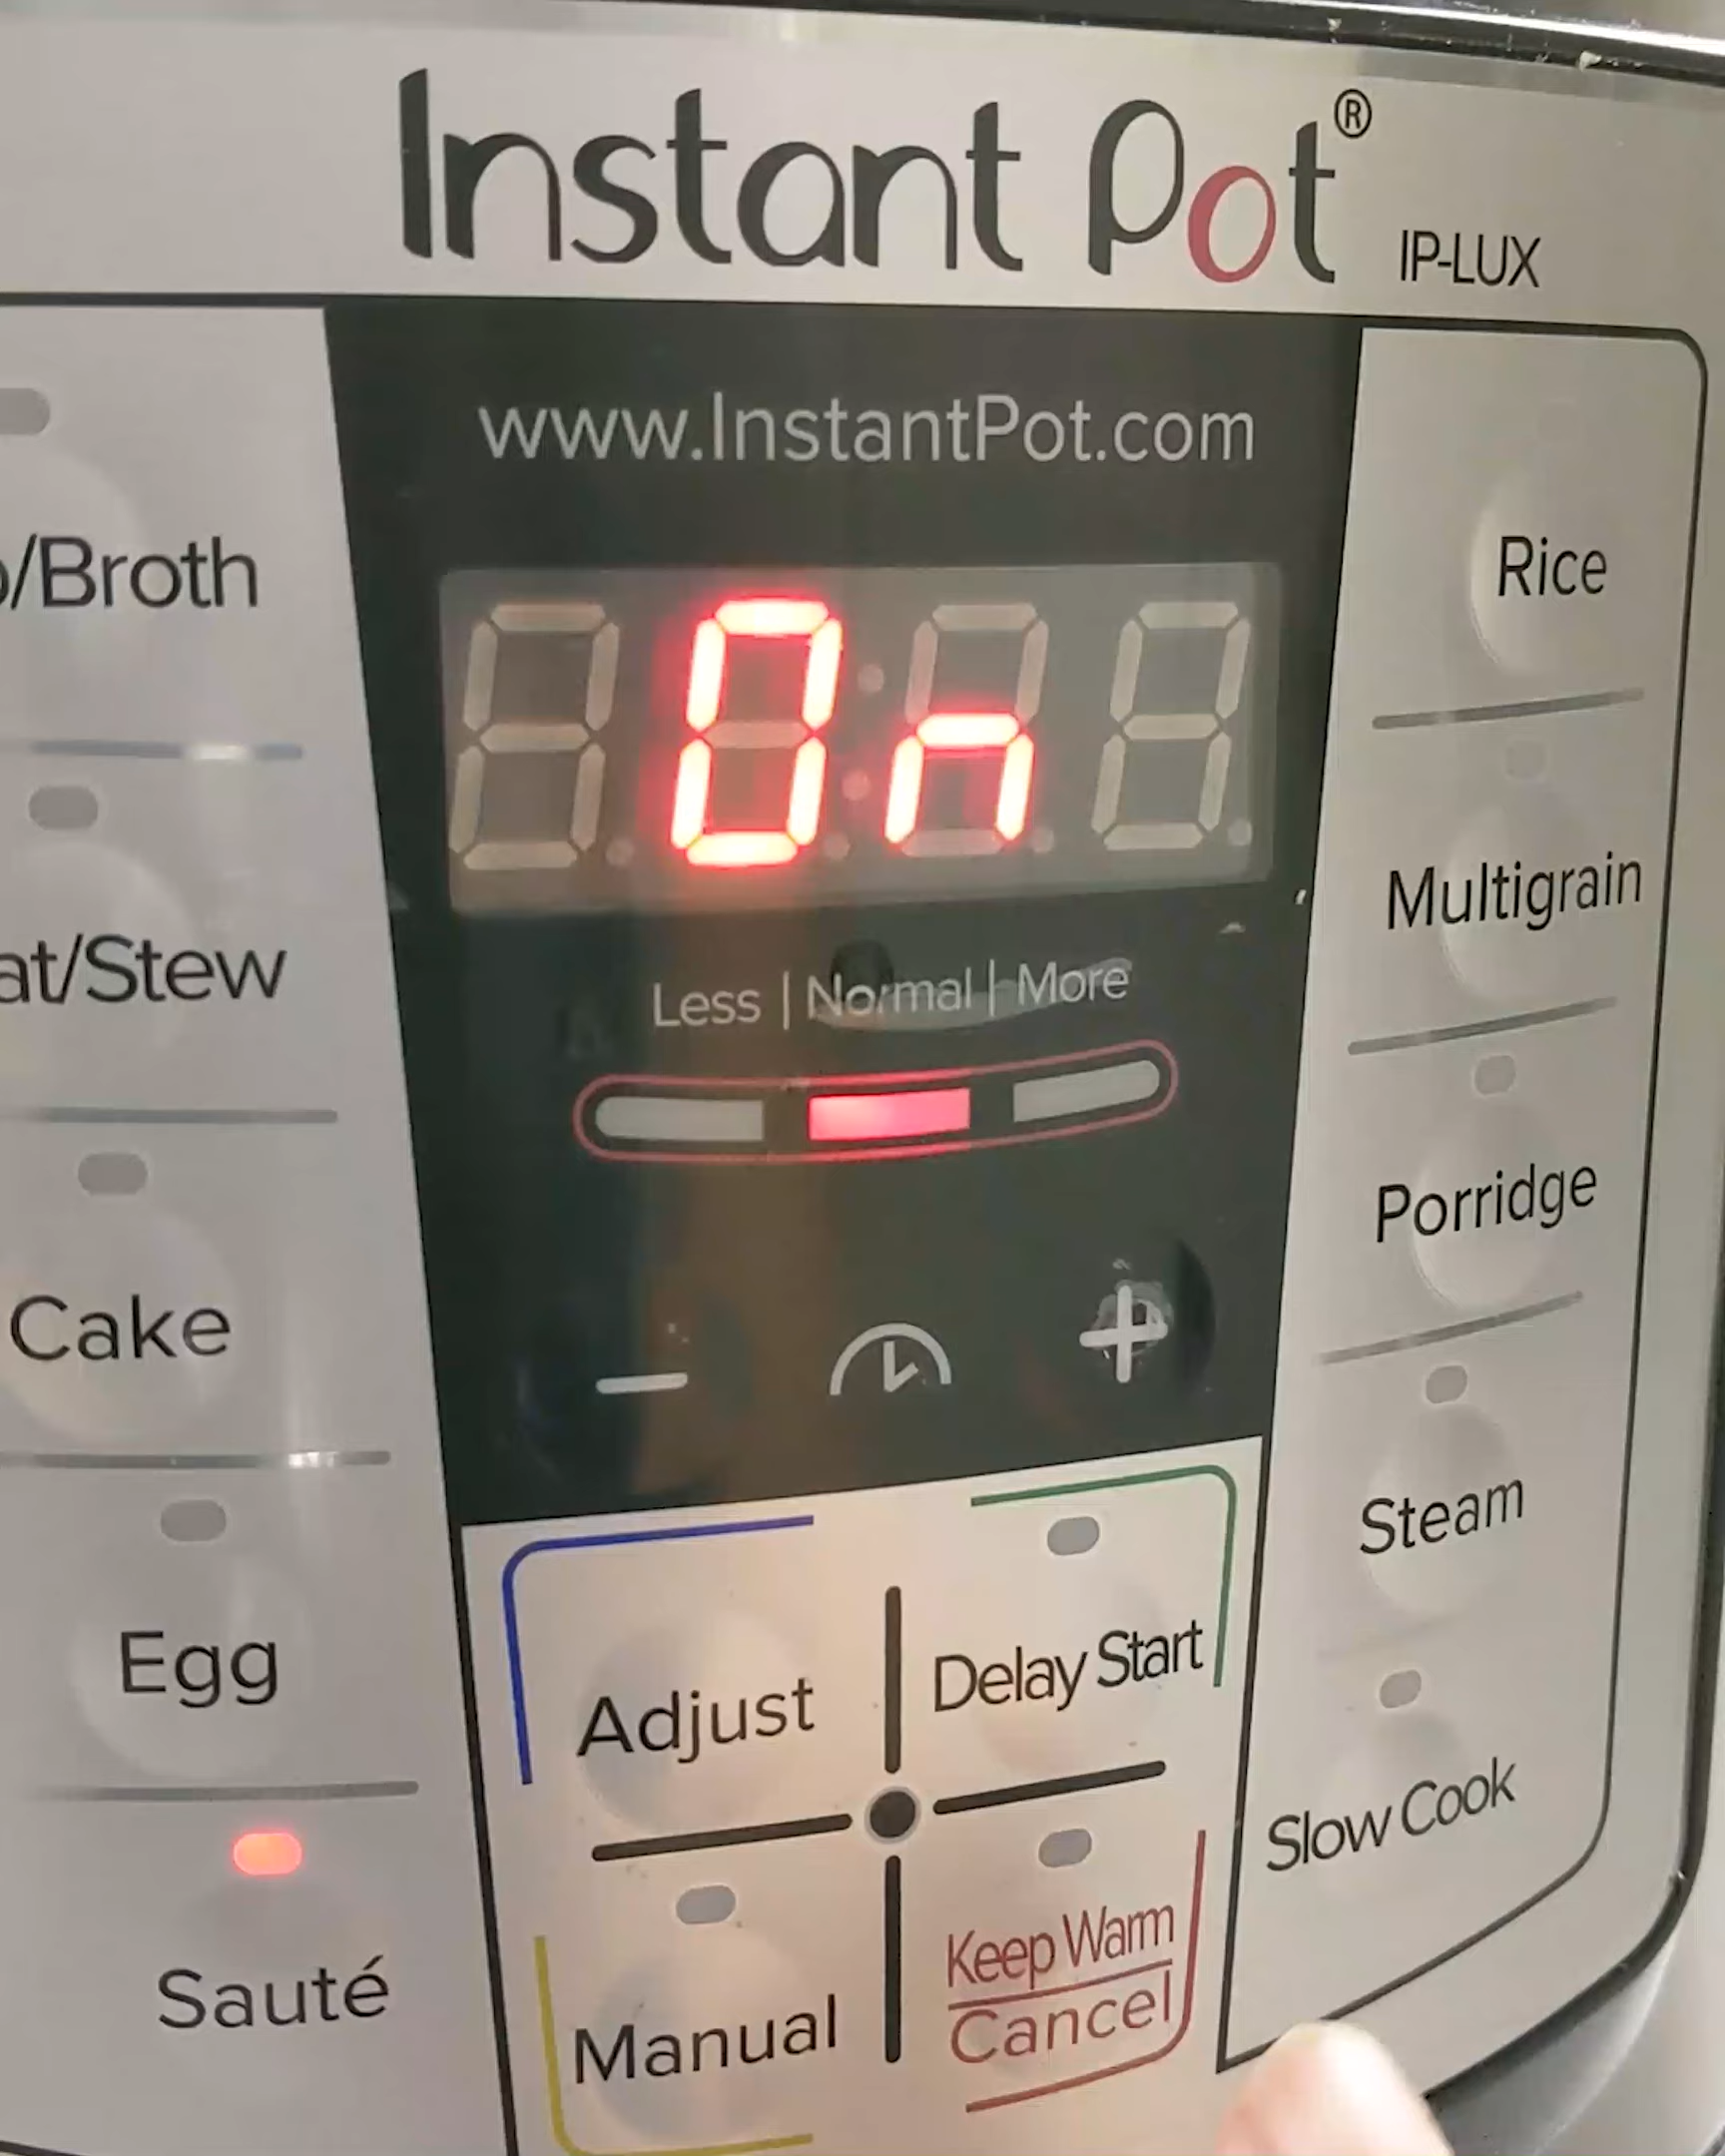 Instant Pot®
IP-LUX
www.InstantPot.com
On
Less | Normal | More
/Broth
at/Stew
Cake
Egg
Sauté
Rice
Multigrain
Porridge
Steam
Slow Cook
Adjust
Delay Start
Manual
Keep Warm
Cancel